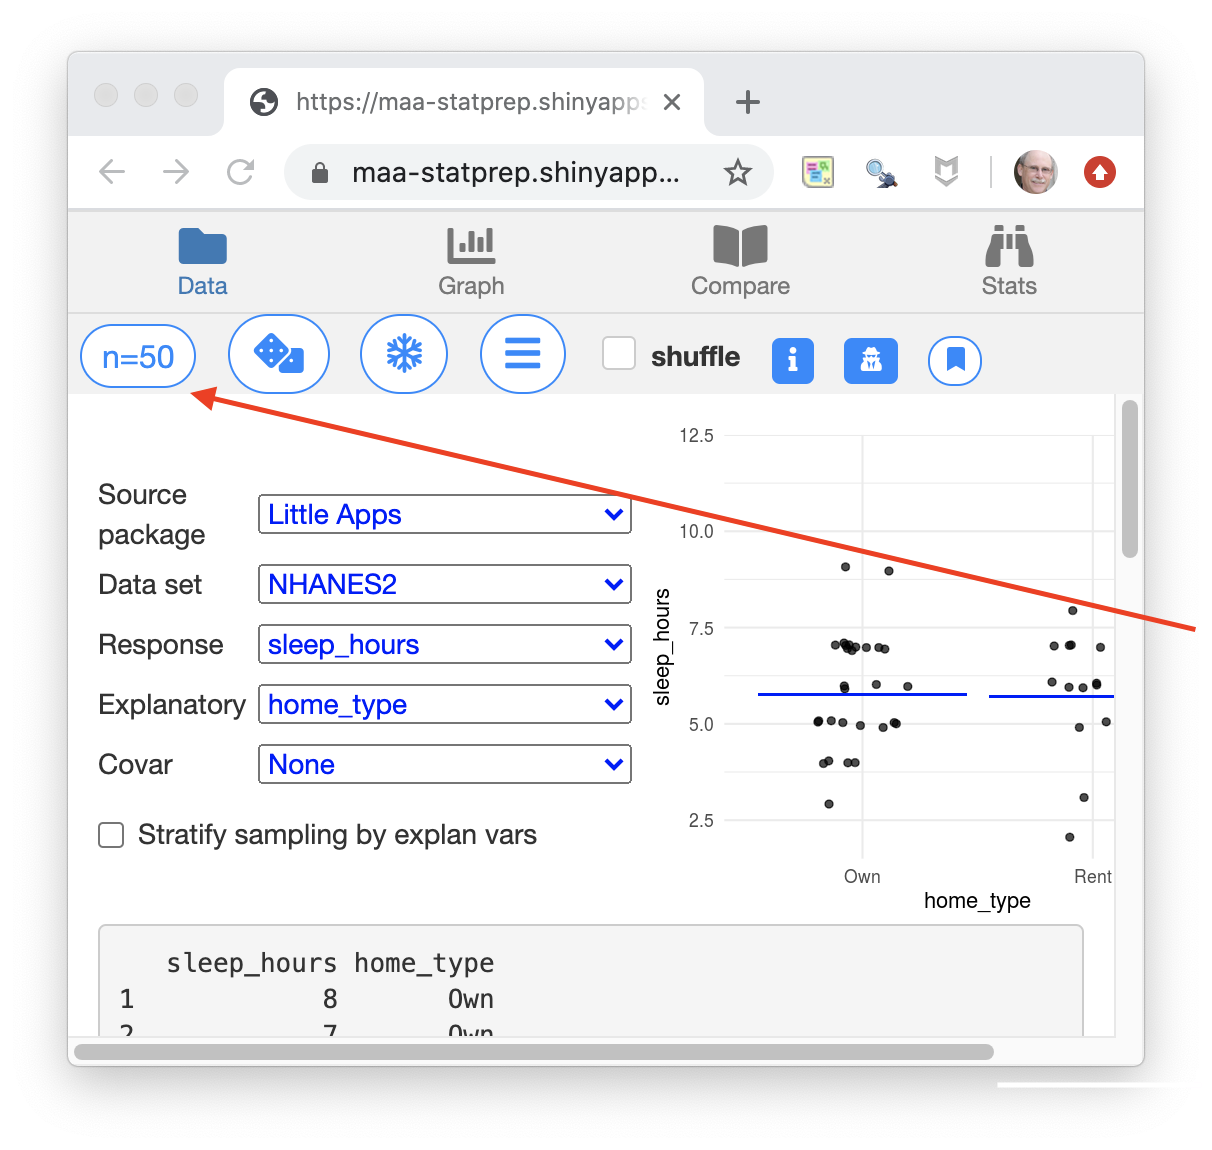 https://maa-statprep.shinyapps
maa-statprep.shinyapp...
Data
Graph
Compare
Stats
n=50
shuffle
i
Source
package
Little Apps
Data set
NHANES2
Response
sleep_hours
Explanatory
home_type
Covar
None
Stratify sampling by explan vars
12.5
10.0
7.5
5.0
2.5
sleep_hours
Own
Rent
home_type
sleep_hours home_type
1 8 Own
2 7 Own